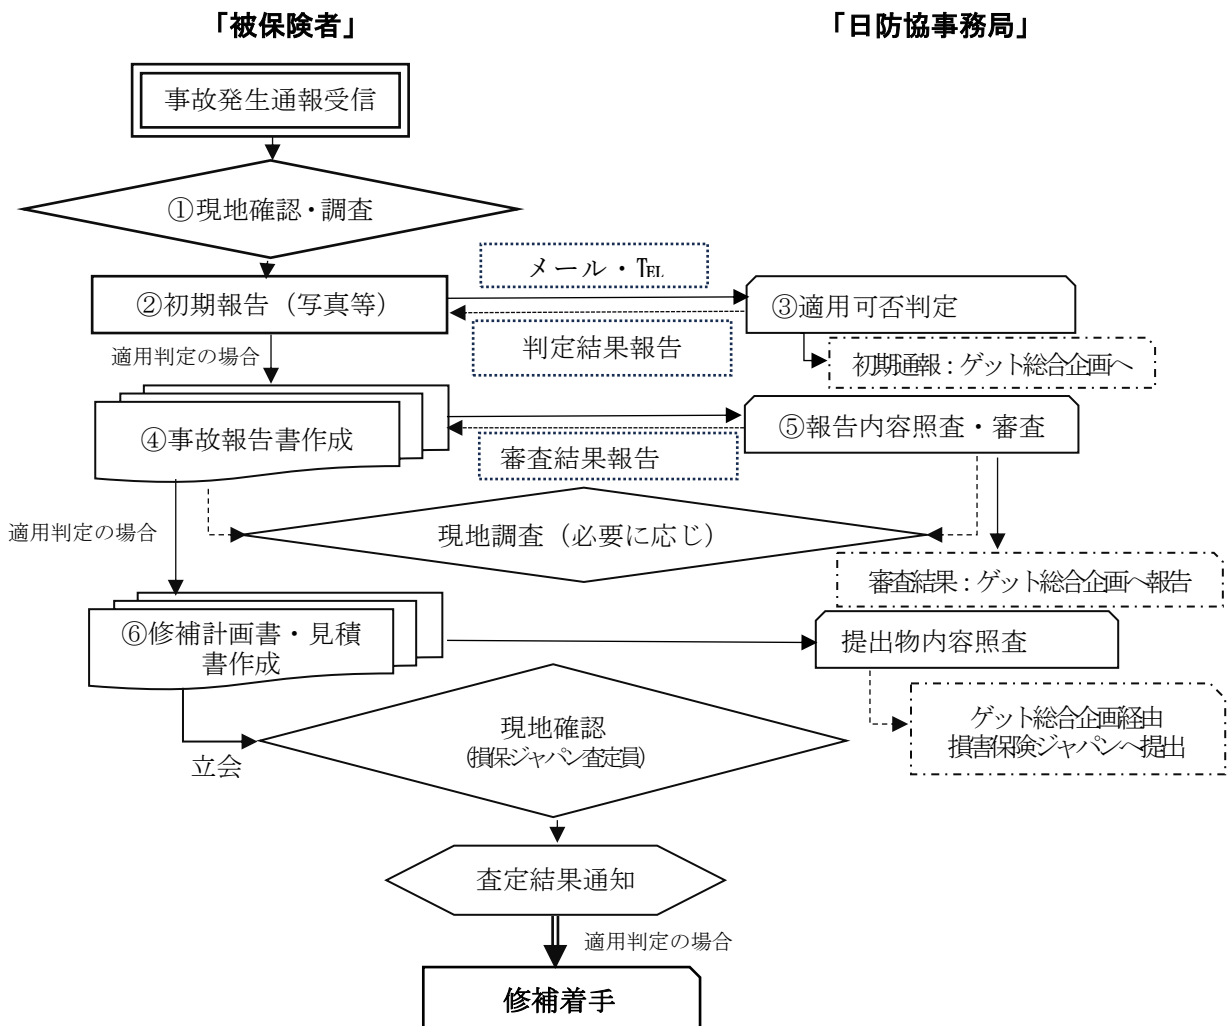 「被保険者」
「日防協事務局」
事故発生通報受信
①現地確認・調査
メール・TEL
②初期報告（写真等）
③適用可否判定
判定結果報告
適用判定の場合
初期通報：ゲット総合企画へ
④事故報告書作成
⑤報告内容照査・審査
審査結果報告
適用判定の場合
現地調査（必要に応じ）
審査結果：ゲット総合企画へ報告
⑥修補計画書・見積
書作成
提出物内容照査
現地確認
(損保ジャパン査定員)
ゲット総合企画経由
損害保険ジャパンへ提出
立会
査定結果通知
適用判定の場合
修補着手